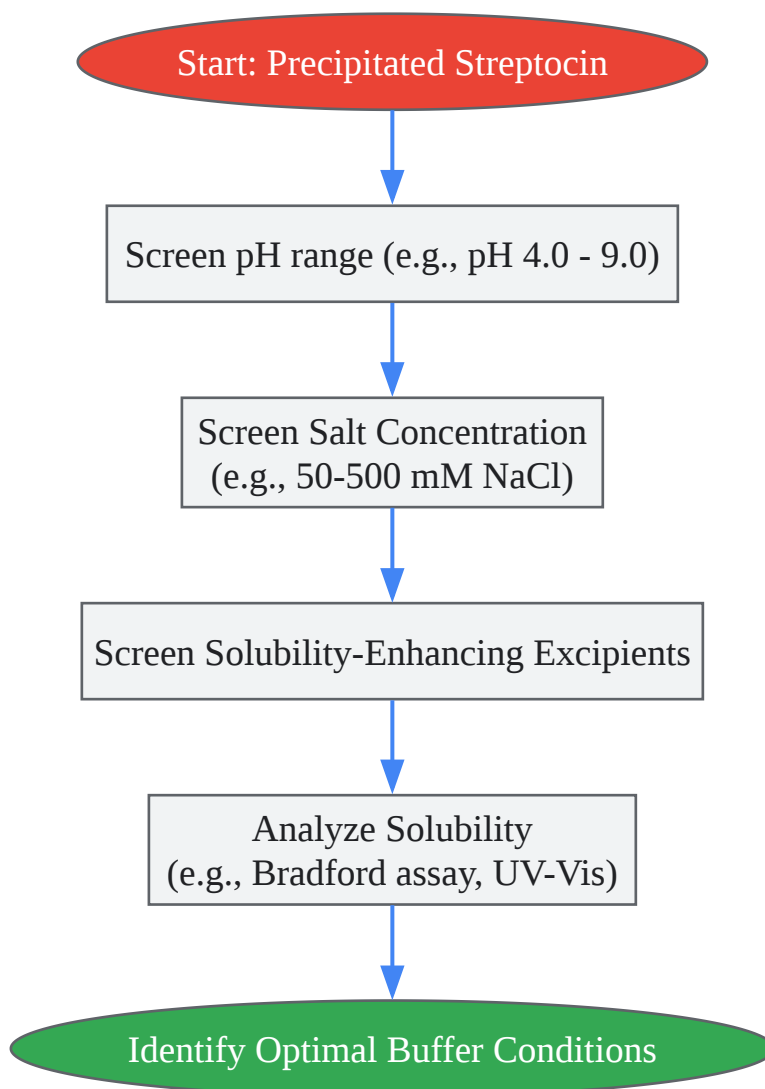 Start: Precipitated Streptocin
Screen pH range (e.g., pH 4.0 - 9.0)
Screen Salt Concentration
(e.g., 50-500 mM NaCl)
Screen Solubility-Enhancing Excipients
Analyze Solubility
(e.g., Bradford assay, UV-Vis)
Identify Optimal Buffer Conditions